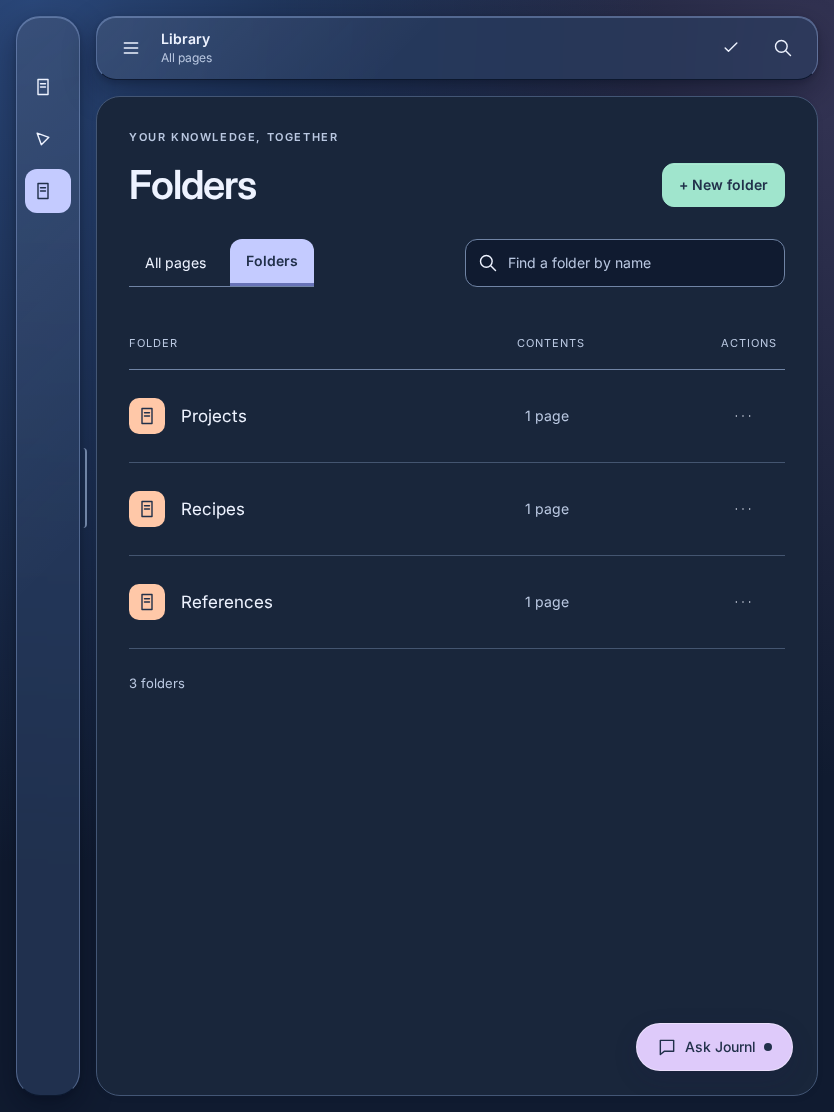 Library
All pages
YOUR KNOWLEDGE, TOGETHER
Folders
+ New folder
All pages
Folders
Find a folder by name
FOLDER
CONTENTS
ACTIONS
Projects
1 page
...
Recipes
1 page
...
References
1 page
...
3 folders
Ask Journl